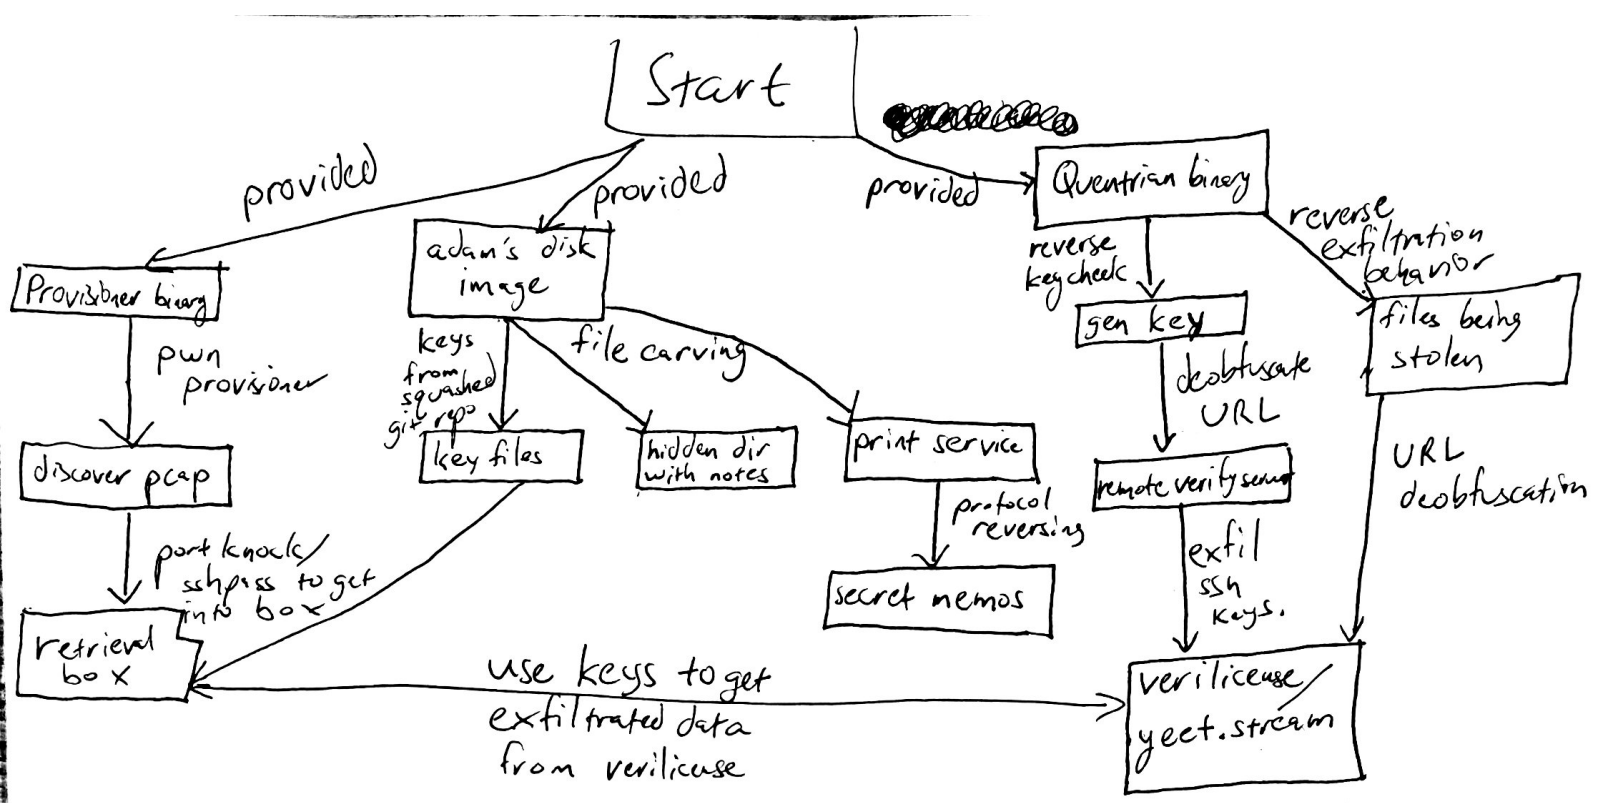 Start
provided
provided
provided
Quentrian binary
reverse
exfiltration
behavior
adam's disk
image
reverse
keycheck
Provisioner binary
gen key
files being
stolen
pwn
provisioner
keys
from
squashed
git repo
file carving
deobfuscate
URL
discover pcap
key files
hidden dir
with notes
print service
remote verify server
URL
deobfuscation
port knock/
sshpass to get
into box
protocol
reversing
exfil
ssh
keys.
secret memos
retrieval
box
use keys to get
exfiltrated data
from verilicense
verilicense/
yeet.stream